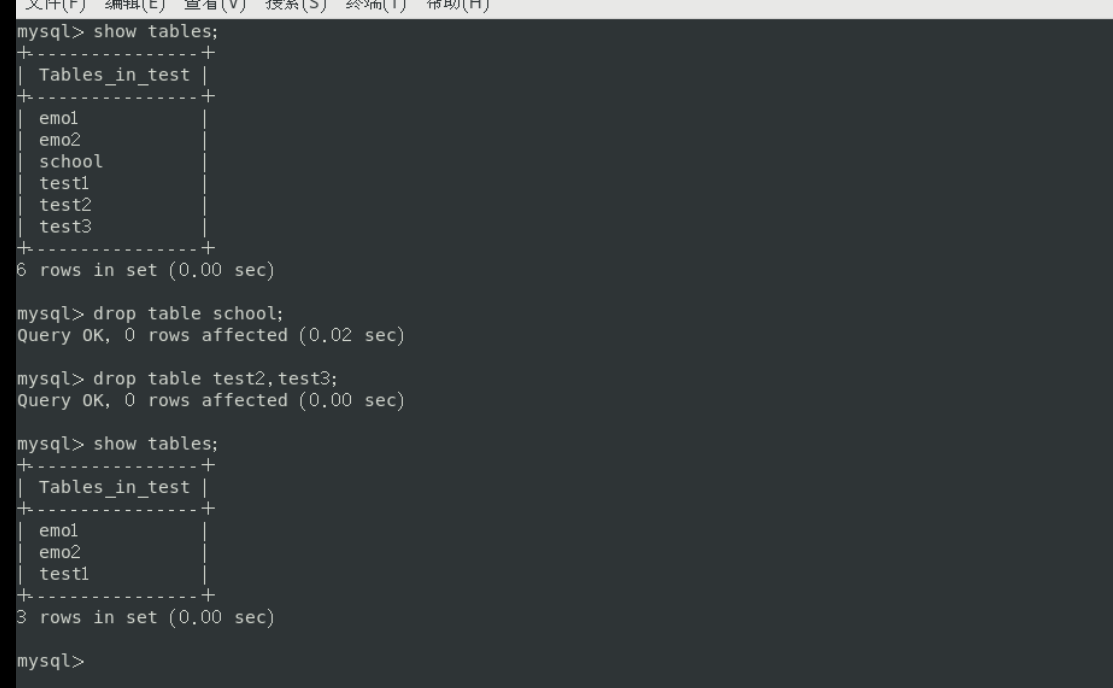 文件(F) 编辑(E) 查看(V) 搜索(S) 终端(T) 帮助(H)
mysql> show tables;
+----------------+
| Tables_in_test |
+----------------+
| emo1           |
| emo2           |
| school         |
| test1          |
| test2          |
| test3          |
+----------------+
6 rows in set (0.00 sec)
mysql> drop table school;
Query OK, 0 rows affected (0.02 sec)
mysql> drop table test2,test3;
Query OK, 0 rows affected (0.00 sec)
mysql> show tables;
+----------------+
| Tables_in_test |
+----------------+
| emo1           |
| emo2           |
| test1          |
+----------------+
3 rows in set (0.00 sec)
mysql>